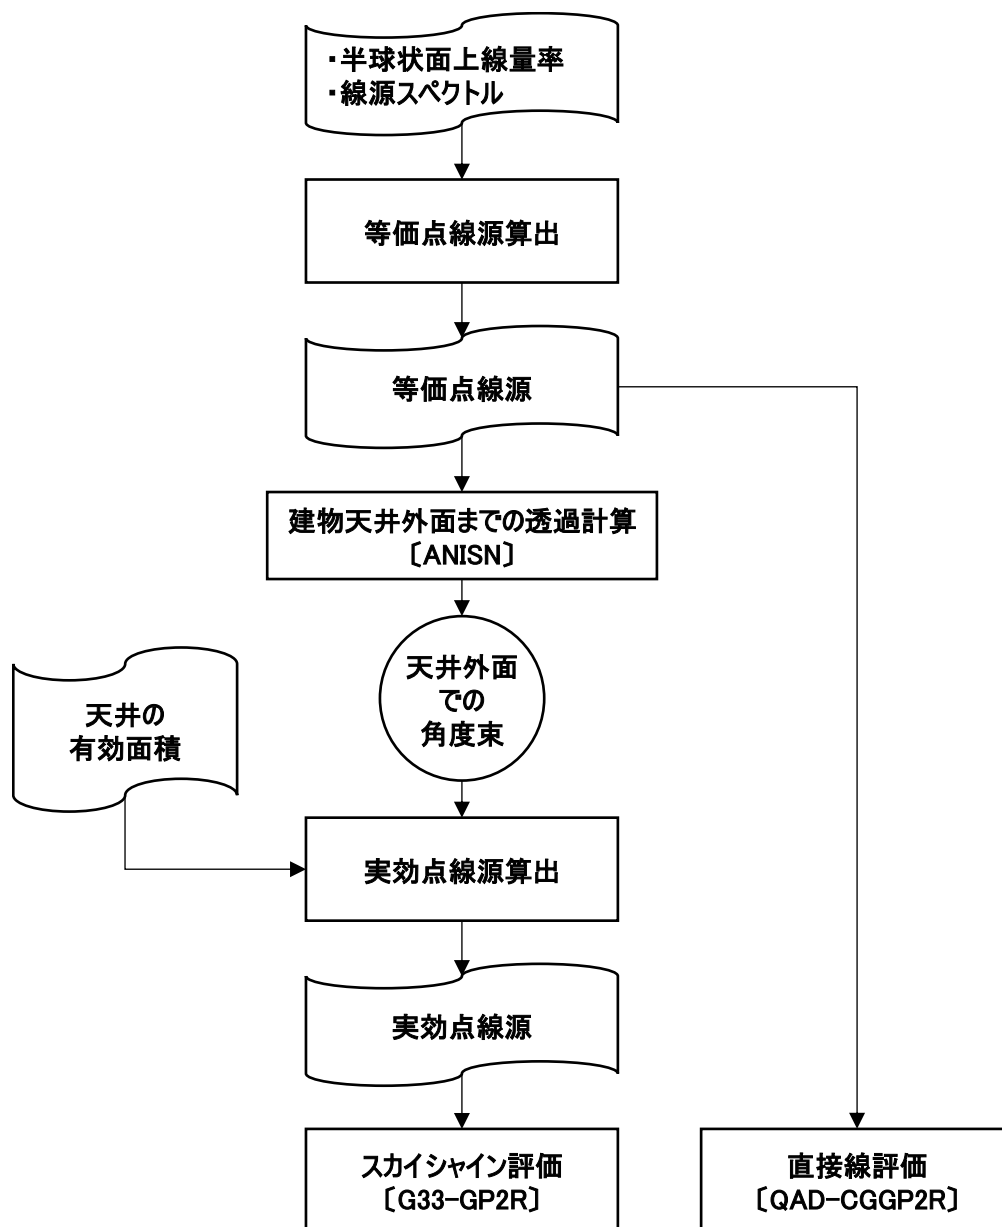 ・半球状面上線量率
・線源スペクトル
等価点線源算出
等価点線源
建物天井外面までの透過計算
〔ANISN〕
天井外面
での
角度束
天井の
有効面積
実効点線源算出
実効点線源
スカイシャイン評価
〔G33-GP2R〕
直接線評価
〔QAD-CGGP2R〕